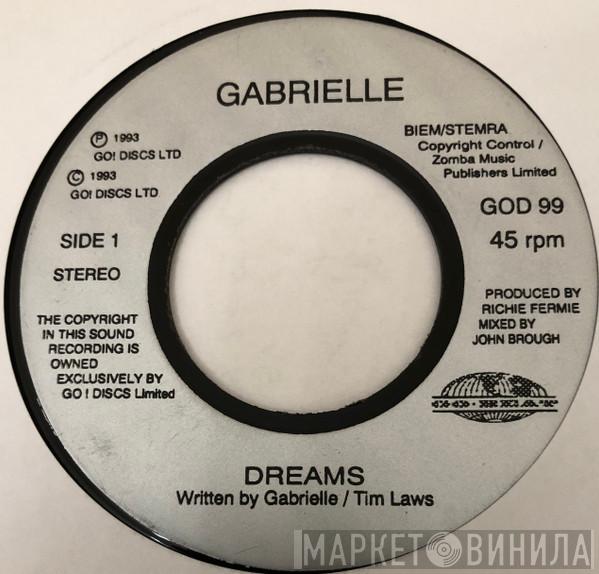 GABRIELLE
Ⓟ 1993
GO! DISCS LTD
Ⓒ 1993
GO! DISCS LTD
BIEM/STEMRA
Copyright Control /
Zomba Music
Publishers Limited
SIDE 1
STEREO
GOD 99
45 rpm
THE COPYRIGHT
IN THIS SOUND
RECORDING IS
OWNED
EXCLUSIVELY BY
GO ! DISCS Limited
PRODUCED BY
RICHIE FERMIE
MIXED BY
JOHN BROUGH
DREAMS
Written by Gabrielle / Tim Laws
МАРКЕТ ВИНИЛА